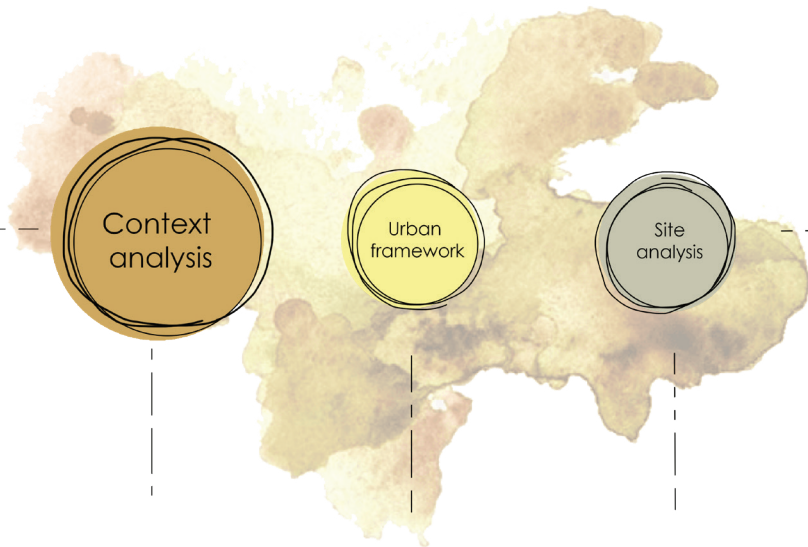 Context
analysis
Urban
framework
Site
analysis